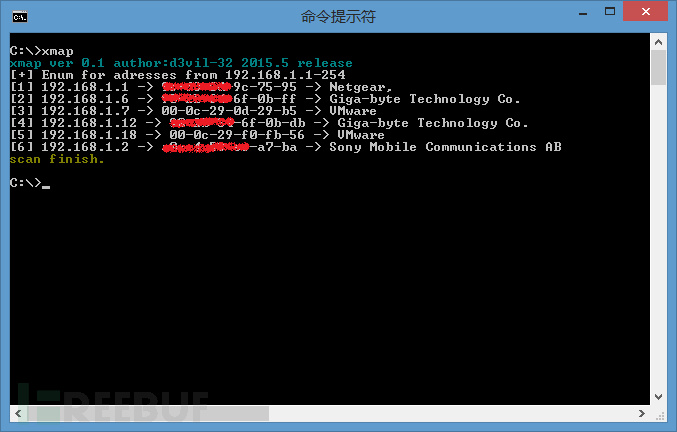 命令提示符
C:\>xmap
xmap ver 0.1 author:d3vil-32 2015.5 release
[+] Enum for adresses from 192.168.1.1-254
[1] 192.168.1.1 -> 9c-75-95 -> Netgear,
[2] 192.168.1.6 -> 6f-0b-ff -> Giga-byte Technology Co.
[3] 192.168.1.7 -> 00-0c-29-0d-29-b5 -> VMware
[4] 192.168.1.12 -> -6f-0b-db -> Giga-byte Technology Co.
[5] 192.168.1.18 -> 00-0c-29-f0-fb-56 -> VMware
[6] 192.168.1.2 -> -a7-ba -> Sony Mobile Communications AB
scan finish.
C:\>_
FREEBUF